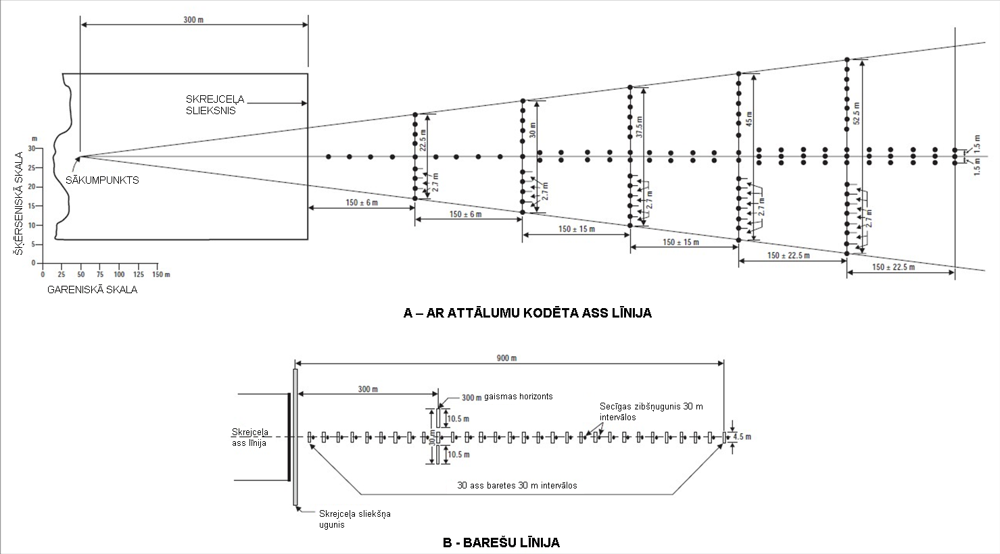 300 m
SKREJCEĻA
SLIEKSNIS
SĀKUMPUNKTS
m
30
25
20
15
10
5
0
ŠĶĒRSENISKĀ SKALA
0 25 50 75 100 125 150 m
GARENISKĀ SKALA
22.5 m
30 m
37.5 m
45 m
52.5 m
2.7 m
2.7 m
2.7 m
2.7 m
2.7 m
1.5 m
1.5 m
150 ± 6 m
150 ± 6 m
150 ± 15 m
150 ± 15 m
150 ± 22.5 m
150 ± 22.5 m
A – AR ATTĀLUMU KODĒTA ASS LĪNIJA
900 m
300 m
300 m gaismas horizonts
10.5 m
30 m
10.5 m
Secīgas zibšņugunis 30 m
intervālos
4.5 m
Skrejceļa
ass līnija
30 ass baretes 30 m intervālos
Skrejceļa sliekšņa
ugunis
B - BAREŠU LĪNIJA